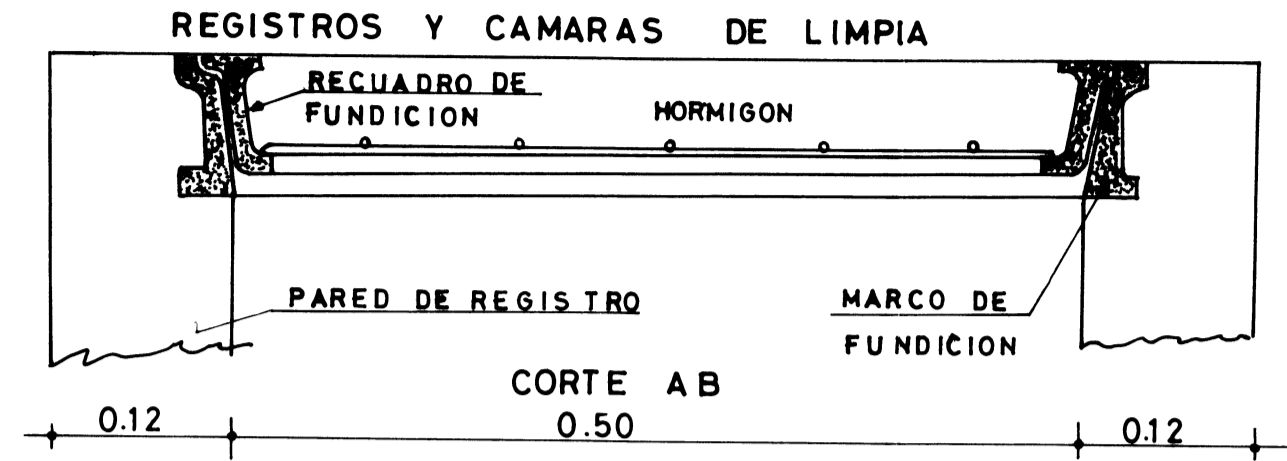 REGISTROS Y CAMARAS DE LIMPIA
RECUADRO DE
FUNDICION
HORMIGON
PARED DE REGISTRO
MARCO DE
FUNDICION
CORTE AB
0.12
0.50
0.12